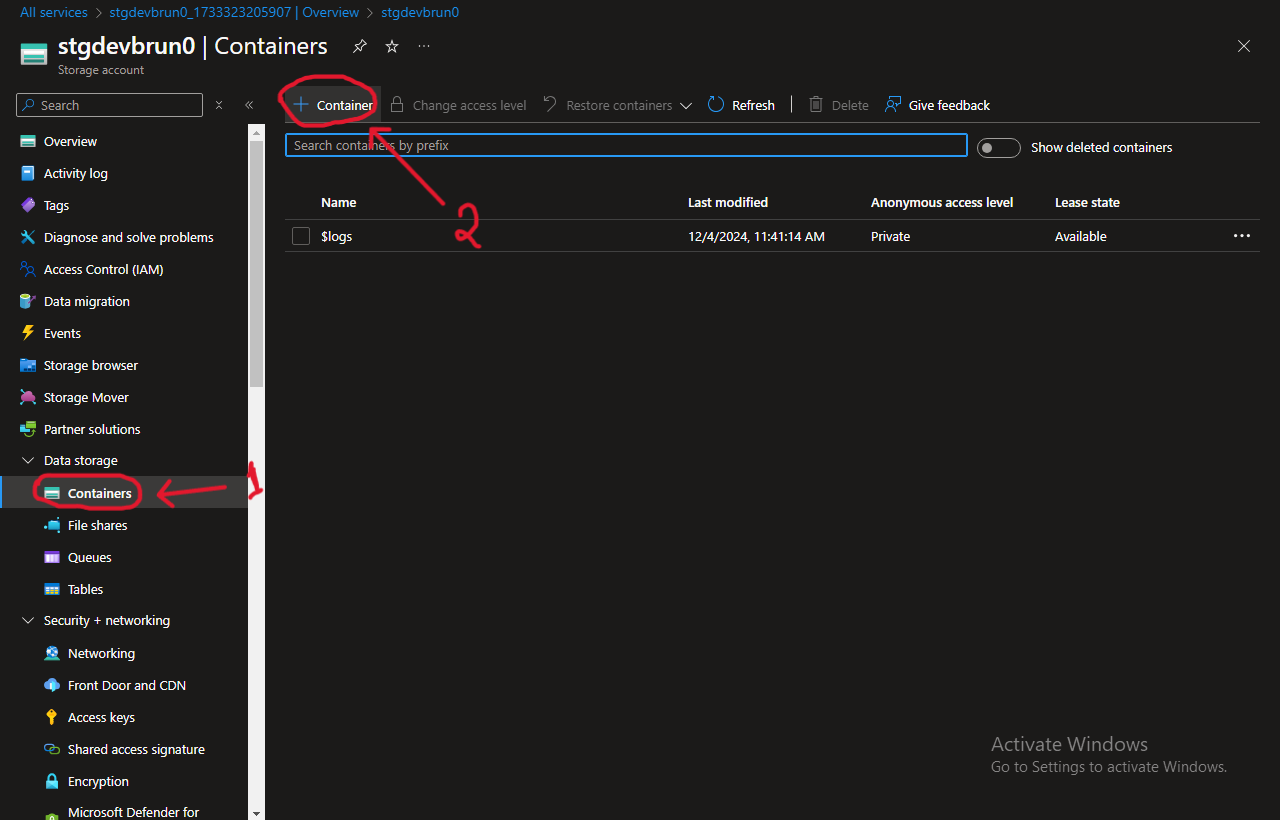 All services > stgdevbrun0_1733323205907 | Overview > stgdevbrun0
stgdevbrun0 | Containers
Storage account
Search
Overview
Activity log
Tags
Diagnose and solve problems
Access Control (IAM)
Data migration
Events
Storage browser
Storage Mover
Partner solutions
Data storage
Containers
1
File shares
Queues
Tables
Security + networking
Networking
Front Door and CDN
Access keys
Shared access signature
Encryption
Microsoft Defender for
Container Change access level Restore containers Refresh Delete Give feedback
Search containers by prefix
Show deleted containers
2
Name Last modified Anonymous access level Lease state
$logs 12/4/2024, 11:41:14 AM Private Available
Activate Windows
Go to Settings to activate Windows.